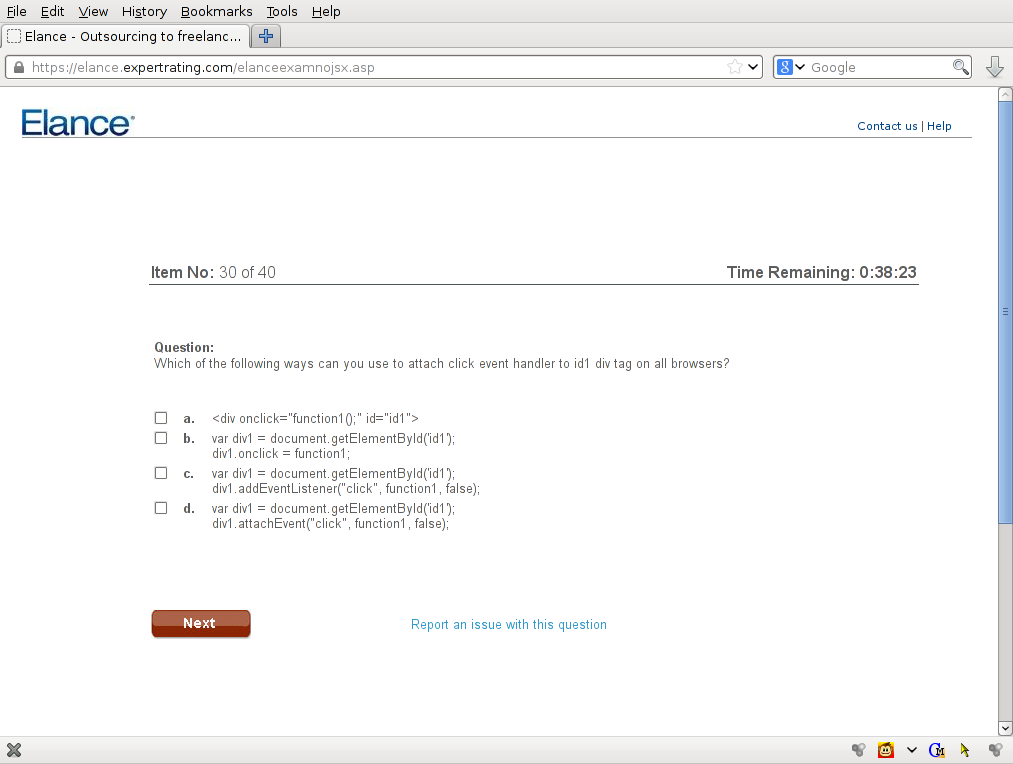 File Edit View History Bookmarks Tools Help
Elance - Outsourcing to freelanc...
https://elance.expertrating.com/elanceexamnojsx.asp
8 Google
Elance
Contact us | Help
Item No: 30 of 40
Time Remaining: 0:38:23
Question:
Which of the following ways can you use to attach click event handler to id1 div tag on all browsers?
a. <div onclick="function1();" id="id1">
b. var div1 = document.getElementById('id1');
div1.onclick = function1;
c. var div1 = document.getElementById('id1');
div1.addEventListener("click", function1, false);
d. var div1 = document.getElementById('id1');
div1.attachEvent("click", function1, false);
Next
Report an issue with this question